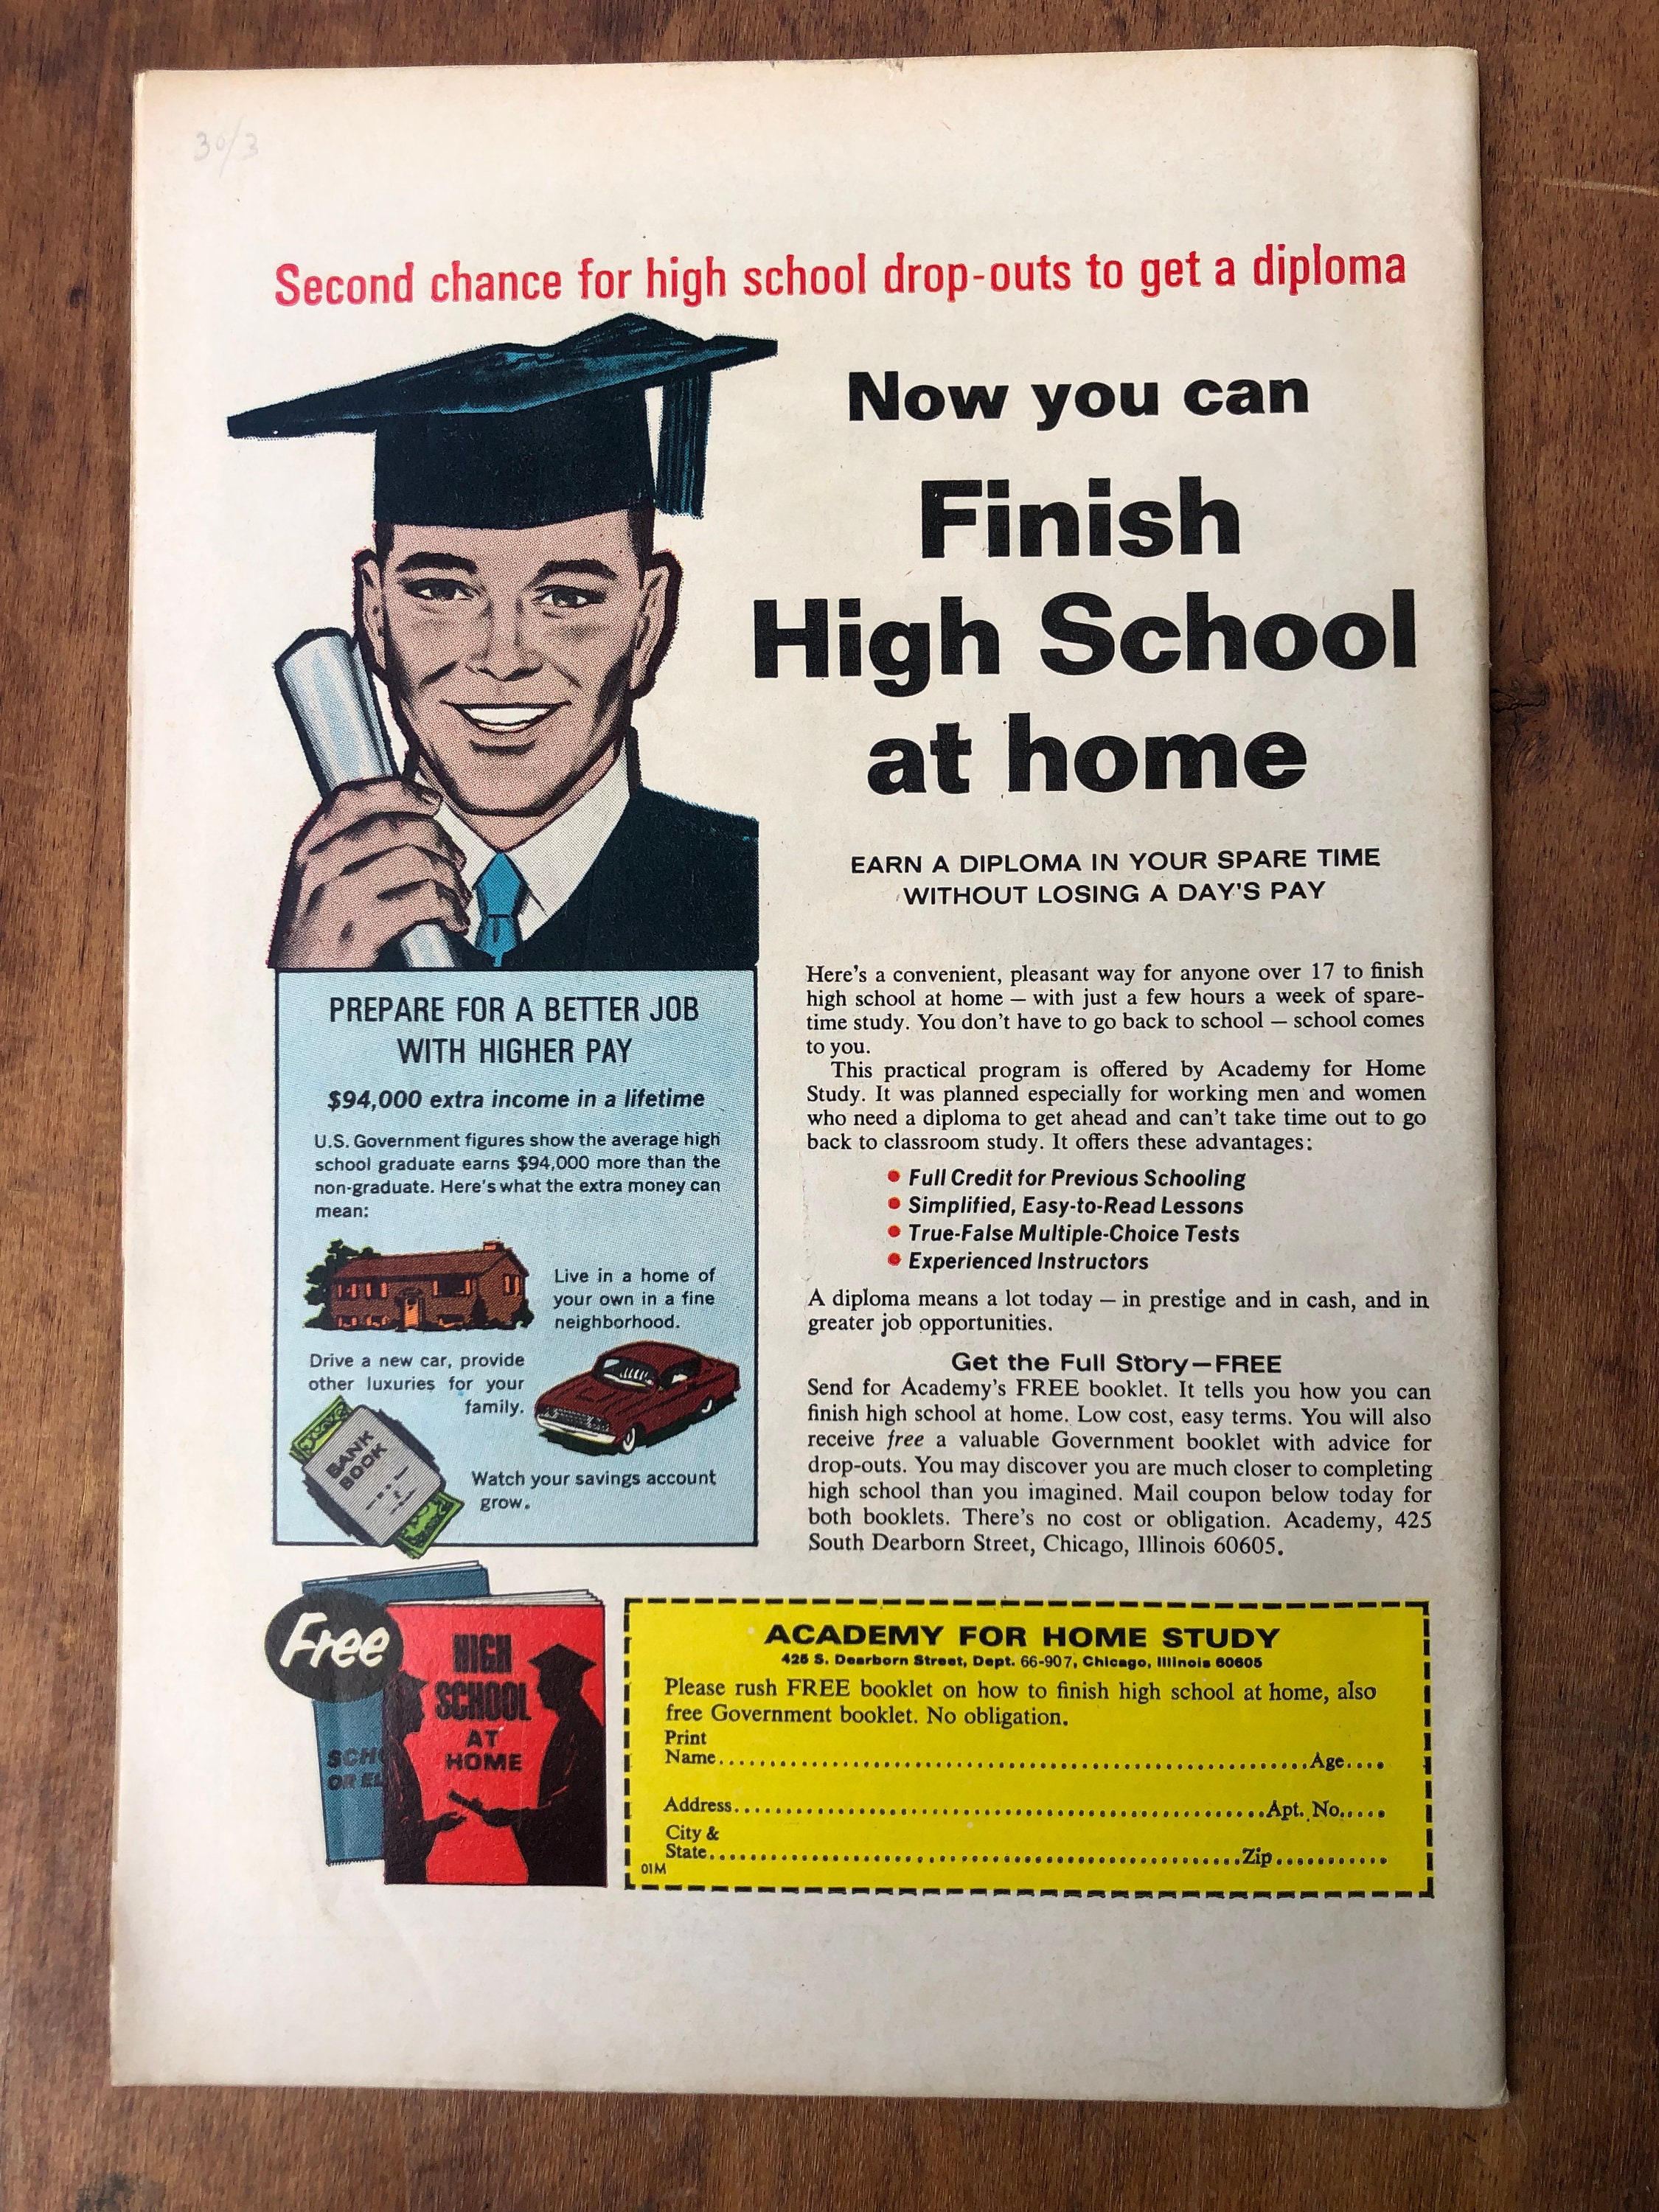 30/3
Second chance for high school drop-outs to get a diploma
Now you can
Finish
High School
at home
EARN A DIPLOMA IN YOUR SPARE TIME
WITHOUT LOSING A DAY'S PAY
PREPARE FOR A BETTER JOB
WITH HIGHER PAY
$94,000 extra income in a lifetime
U.S. Government figures show the average high
school graduate earns $94,000 more than the
non-graduate. Here's what the extra money can
mean:
Live in a home of
your own in a fine
neighborhood.
Drive a new car, provide
other luxuries for your
family.
BANK
BOOK
Watch your savings account
grow.
Here's a convenient, pleasant way for anyone over 17 to finish
high school at home — with just a few hours a week of spare-
time study. You don't have to go back to school — school comes
to you.
This practical program is offered by Academy for Home
Study. It was planned especially for working men and women
who need a diploma to get ahead and can't take time out to go
back to classroom study. It offers these advantages:
• Full Credit for Previous Schooling
• Simplified, Easy-to-Read Lessons
• True-False Multiple-Choice Tests
• Experienced Instructors
A diploma means a lot today — in prestige and in cash, and in
greater job opportunities.
Get the Full Story—FREE
Send for Academy's FREE booklet. It tells you how you can
finish high school at home. Low cost, easy terms. You will also
receive free a valuable Government booklet with advice for
drop-outs. You may discover you are much closer to completing
high school than you imagined. Mail coupon below today for
both booklets. There's no cost or obligation. Academy, 425
South Dearborn Street, Chicago, Illinois 60605.
Free
SCHO
OR EL
HIGH
SCHOOL
AT
HOME
ACADEMY FOR HOME STUDY
425 S. Dearborn Street, Dept. 66-907, Chicago, Illinois 60605
Please rush FREE booklet on how to finish high school at home, also
free Government booklet. No obligation.
Print
Name.......................................................Age....
Address..................................................Apt. No.....
City &
State..................................................Zip...........
01M